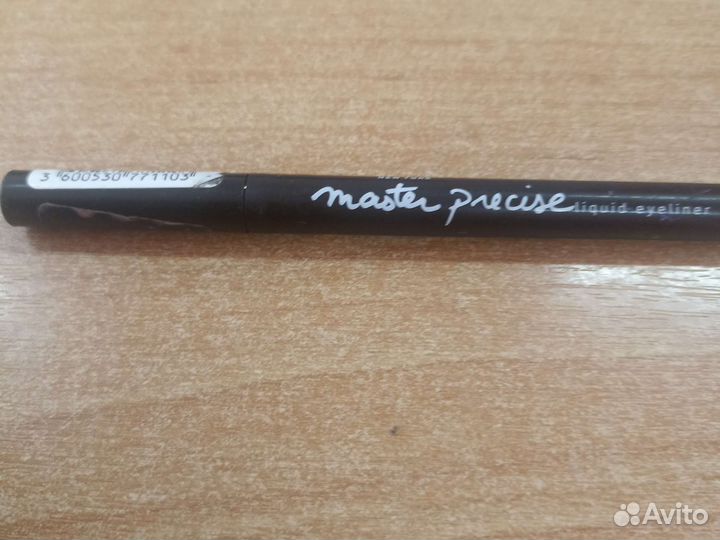 3 "600530"771103"
master precise
liquid eyeliner
Avito